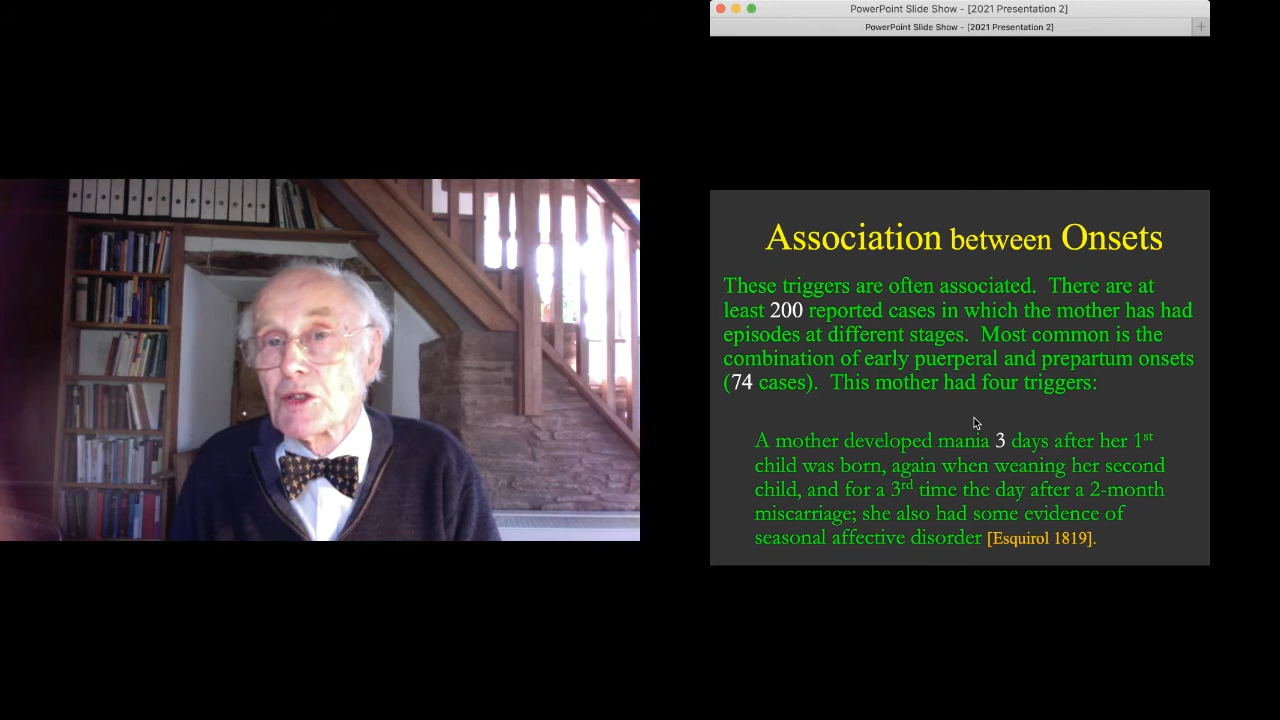 PowerPoint Slide Show - [2021 Presentation 2]
PowerPoint Slide Show - [2021 Presentation 2]
Association between Onsets
These triggers are often associated. There are at
least 200 reported cases in which the mother has had
episodes at different stages. Most common is the
combination of early puerperal and prepartum onsets
(74 cases). This mother had four triggers:
A mother developed mania 3 days after her 1st
child was born, again when weaning her second
child, and for a 3rd time the day after a 2-month
miscarriage; she also had some evidence of
seasonal affective disorder [Esquirol 1819].